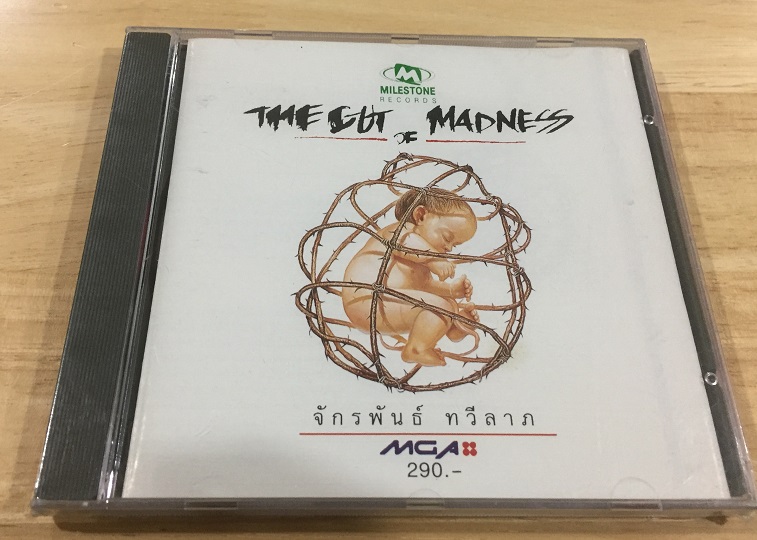 MILESTONE
RECORDS
THE GUT OF MADNESS
จักรพันธ์ ทวีลาภ
MGA
290.-